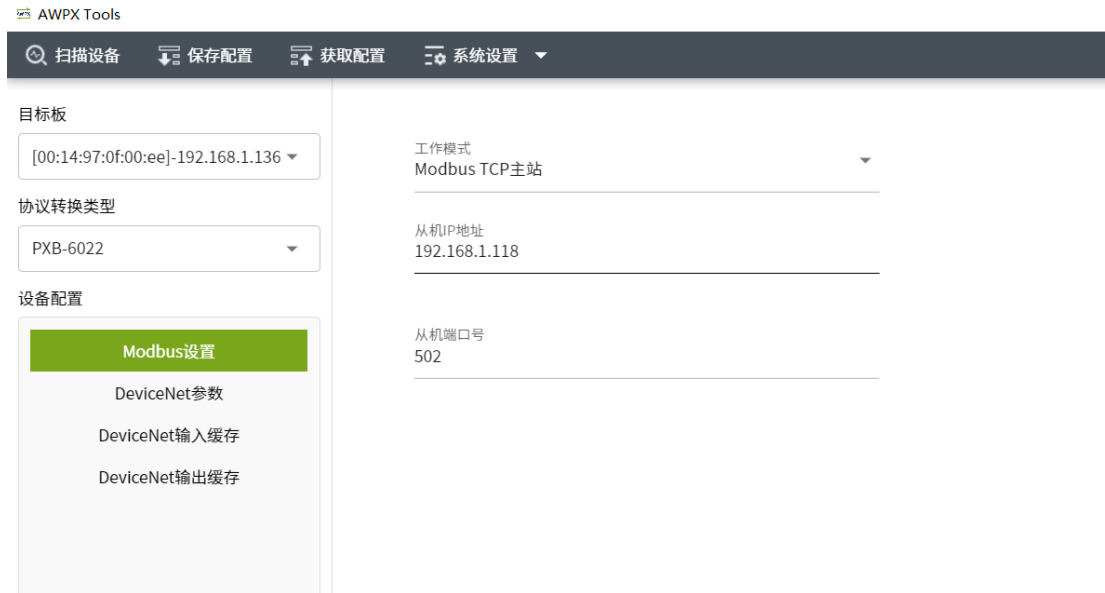 AWPX Tools
扫描设备 保存配置 获取配置 系统设置
目标板
[00:14:97:0f:00:ee]-192.168.1.136
协议转换类型
PXB-6022
设备配置
Modbus设置
DeviceNet参数
DeviceNet输入缓存
DeviceNet输出缓存
工作模式
Modbus TCP主站
从机IP地址
192.168.1.118
从机端口号
502